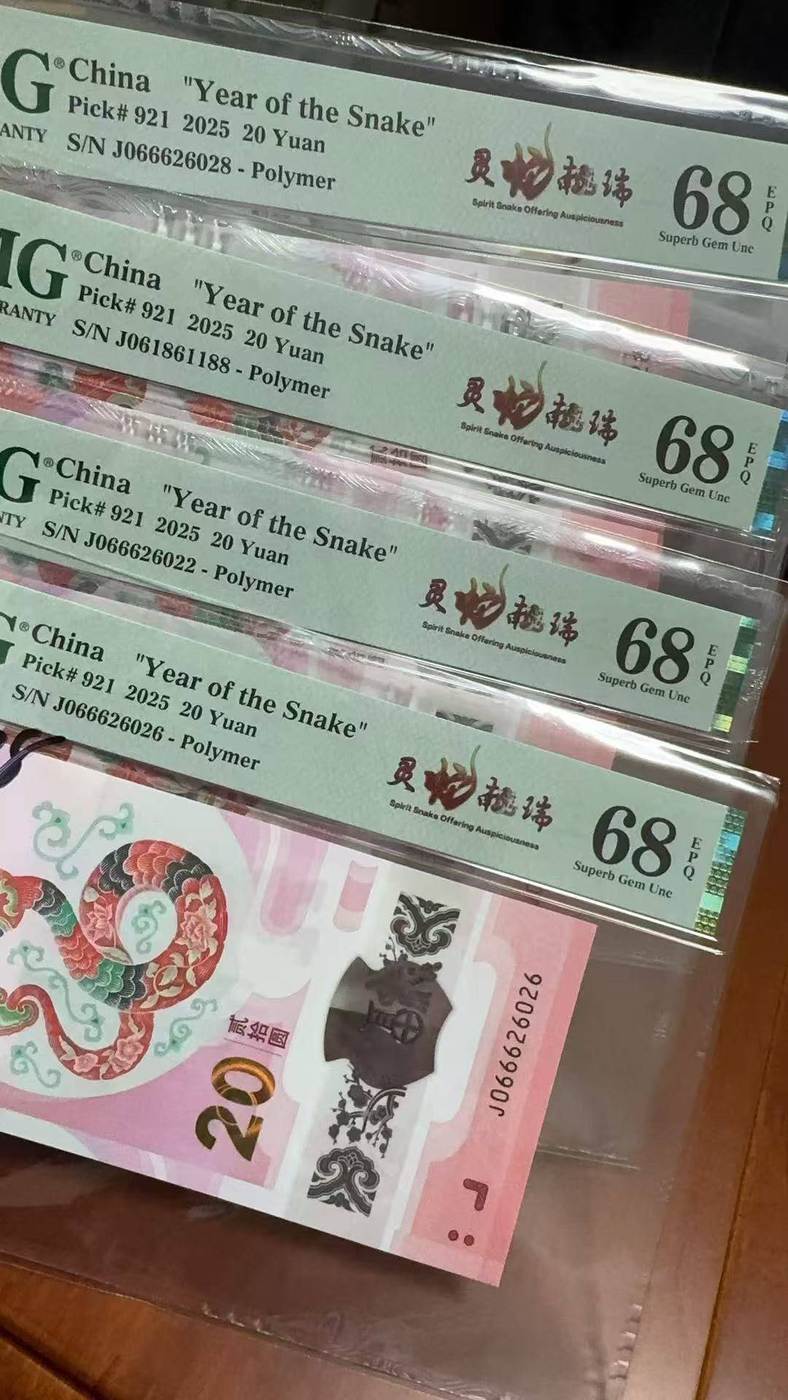 G® China "Year of the Snake"
ANTY Pick# 921 2025 20 Yuan
S/N J066626028 - Polymer
灵蛇献瑞
Spirit Snake Offering Auspiciousness
68 EPQ
Superb Gem Unc
MG® China "Year of the Snake"
RANTY Pick# 921 2025 20 Yuan
S/N J061861188 - Polymer
灵蛇献瑞
Spirit Snake Offering Auspiciousness
68 EPQ
Superb Gem Unc
G® China "Year of the Snake"
NTY Pick# 921 2025 20 Yuan
S/N J066626022 - Polymer
灵蛇献瑞
Spirit Snake Offering Auspiciousness
68 EPQ
Superb Gem Unc
G® China "Year of the Snake"
Pick# 921 2025 20 Yuan
S/N J066626026 - Polymer
灵蛇献瑞
Spirit Snake Offering Auspiciousness
68 EPQ
Superb Gem Unc
贰拾圆
20
J066626026